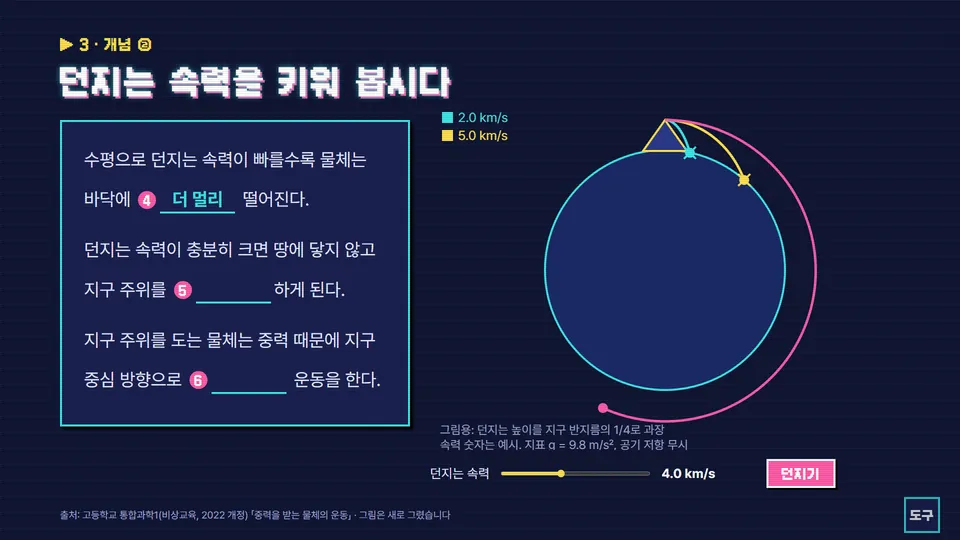 ▶ 3 · 개념 ②
던지는 속력을 키워 봅시다
수평으로 던지는 속력이 빠를수록 물체는
바닥에 4 더 멀리 떨어진다.
던지는 속력이 충분히 크면 땅에 닿지 않고
지구 주위를 5 ______ 하게 된다.
지구 주위를 도는 물체는 중력 때문에 지구
중심 방향으로 6 ______ 운동을 한다.
2.0 km/s
5.0 km/s
그림용: 던지는 높이를 지구 반지름의 1/4로 과장
속력 숫자는 예시. 지표 g = 9.8 m/s², 공기 저항 무시
던지는 속력
4.0 km/s
던지기
출처: 고등학교 통합과학1(비상교육, 2022 개정) 「중력을 받는 물체의 운동」 · 그림은 새로 그렸습니다
도구